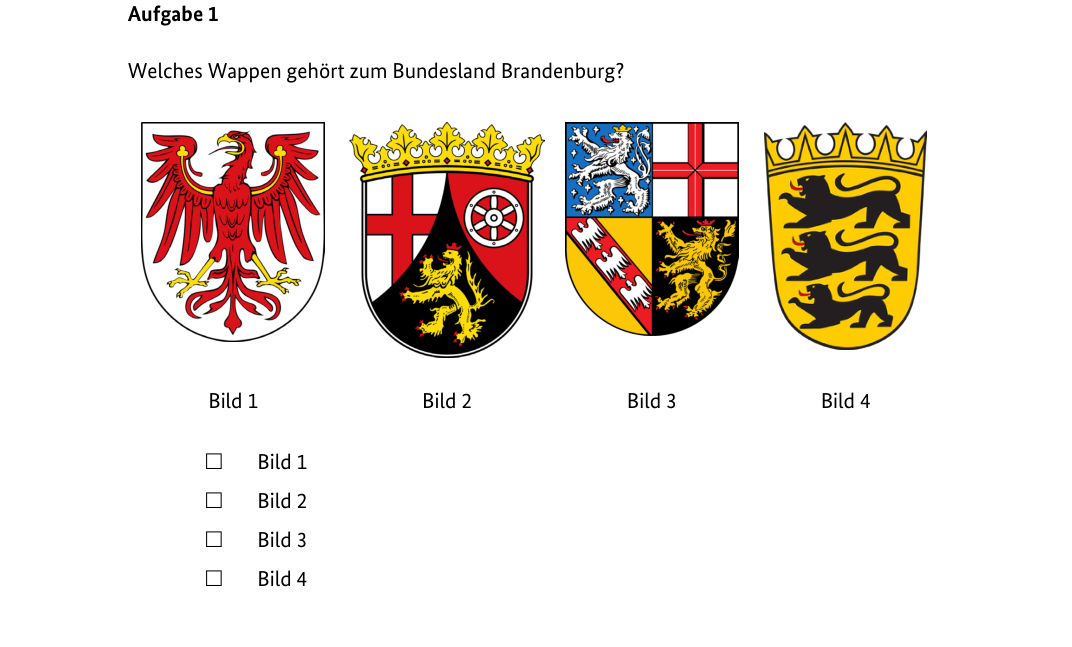 Aufgabe 1
Welches Wappen gehört zum Bundesland Brandenburg?
Bild 1 Bild 2 Bild 3 Bild 4
☐ Bild 1
☐ Bild 2
☐ Bild 3
☐ Bild 4